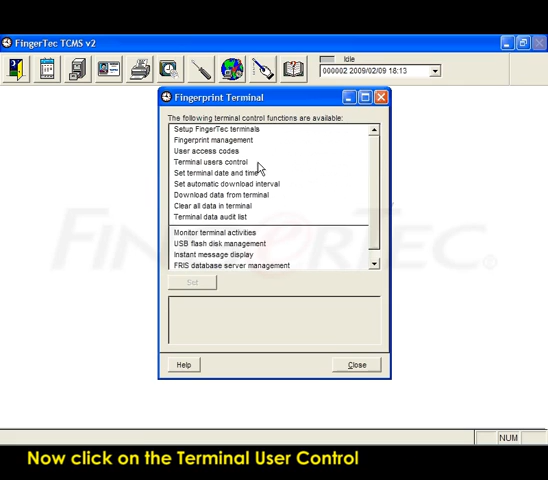 FingerTec TCMS v2
Idle
000002 2009/02/09 18:13
Fingerprint Terminal
The following terminal control functions are available:
Setup FingerTec terminals
Fingerprint management
User access codes
Terminal users control
Set terminal date and time
Set automatic download interval
Download data from terminal
Clear all data in terminal
Terminal data audit list
Monitor terminal activities
USB flash disk management
Instant message display
FRIS database server management
Set
Help
Close
FINGERTEC ®
NUM
Now click on the Terminal User Control